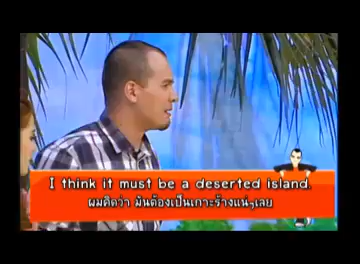 I think it must be a deserted island.
ผมคิดว่า มันต้องเป็นเกาะร้างแน่ๆเลย